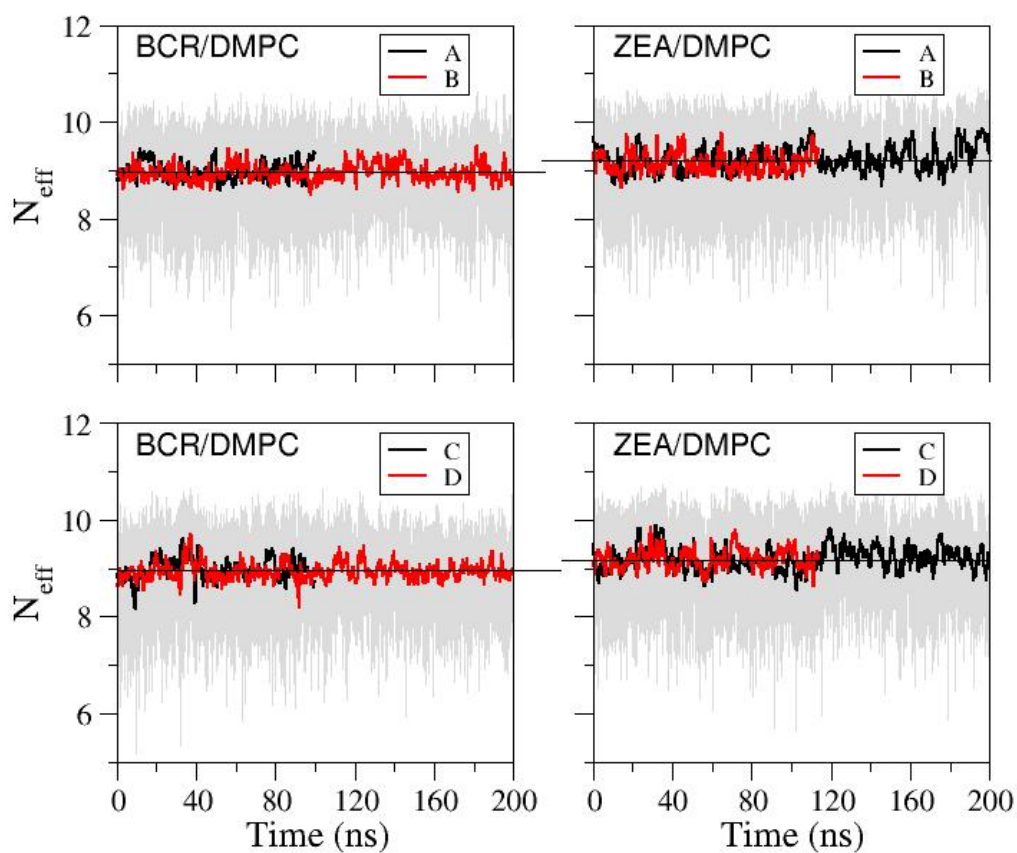 12
10
8
6
N_eff
BCR/DMPC
A
B
ZEA/DMPC
A
B
12
10
8
6
N_eff
BCR/DMPC
C
D
ZEA/DMPC
C
D
0 40 80 120 160 200
0 40 80 120 160 200
Time (ns)
Time (ns)